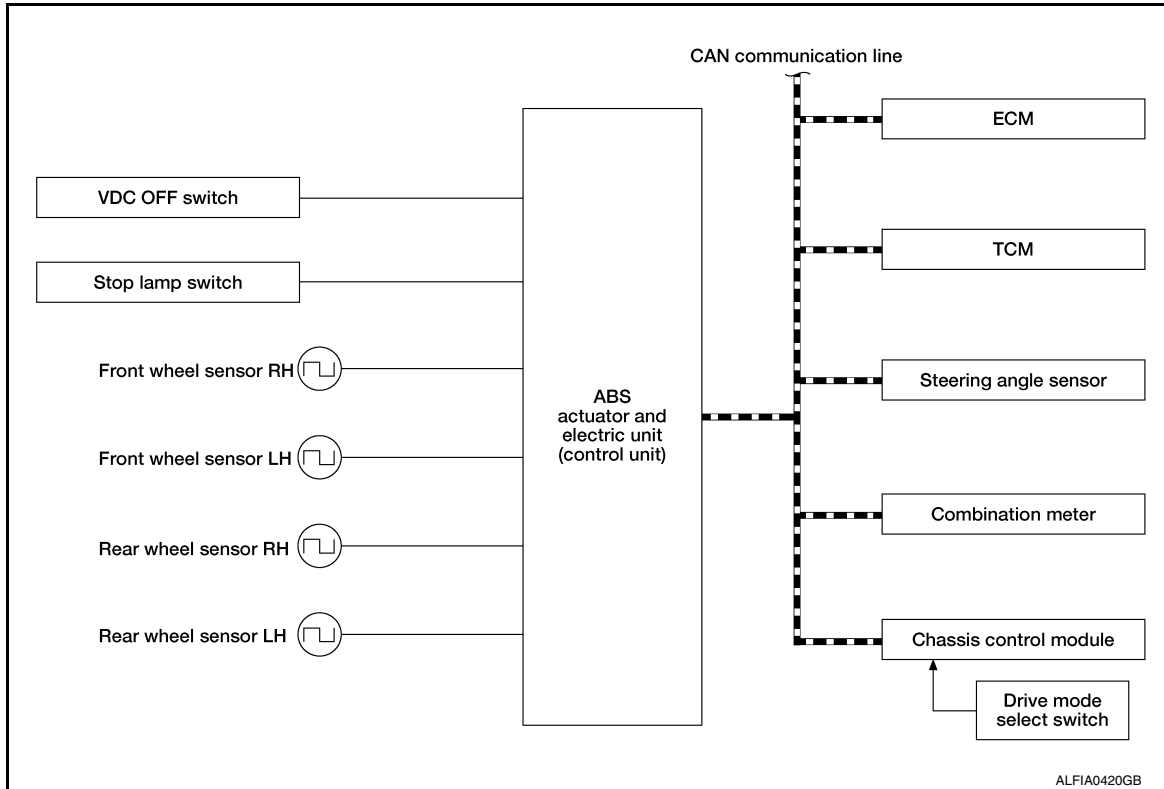 CAN communication line
ECM
VDC OFF switch
TCM
Stop lamp switch
Front wheel sensor RH
Steering angle sensor
ABS
actuator and
electric unit
(control unit)
Front wheel sensor LH
Combination meter
Rear wheel sensor RH
Rear wheel sensor LH
Chassis control module
Drive mode
select switch
ALFIA0420GB